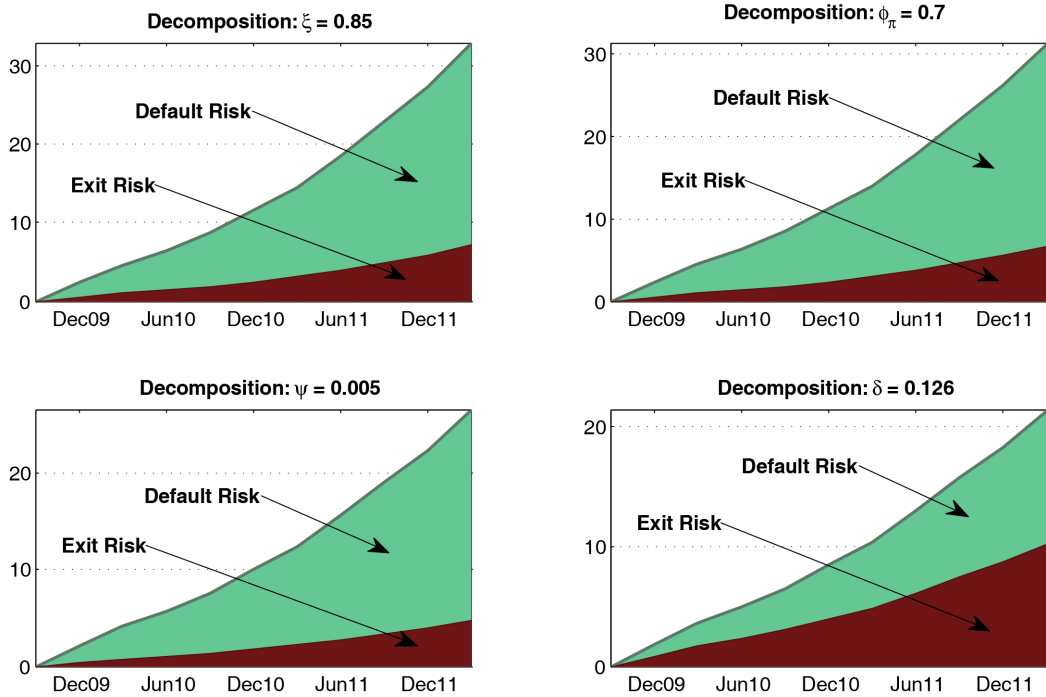 Decomposition: ξ = 0.85
30
20
10
0
Default Risk
Exit Risk
Dec09 Jun10 Dec10 Jun11 Dec11
Decomposition: ϕ_π = 0.7
30
20
10
0
Default Risk
Exit Risk
Dec09 Jun10 Dec10 Jun11 Dec11
Decomposition: ψ = 0.005
20
10
0
Default Risk
Exit Risk
Dec09 Jun10 Dec10 Jun11 Dec11
Decomposition: δ = 0.126
20
10
0
Default Risk
Exit Risk
Dec09 Jun10 Dec10 Jun11 Dec11